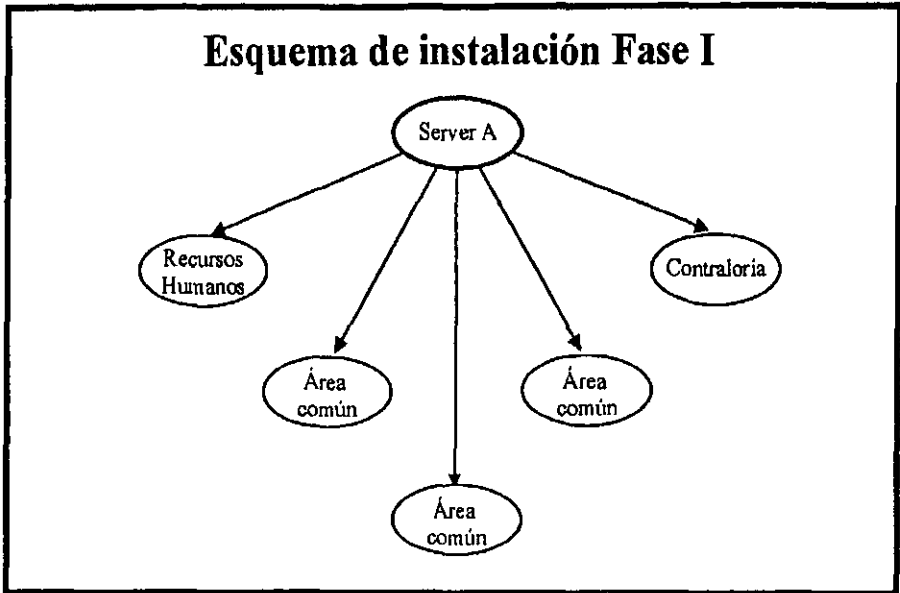 Esquema de instalación Fase I
Server A
Recursos
Humanos
Contraloria
Área
común
Área
común
Área
común